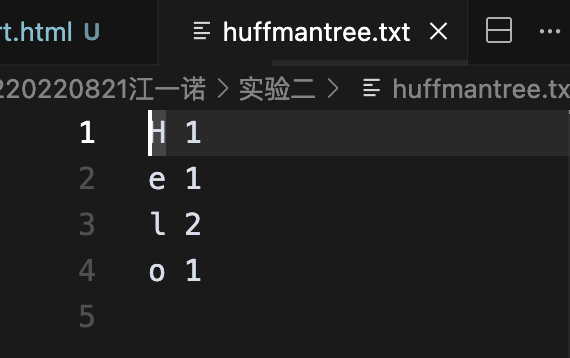 rt.html U huffmantree.txt
220220821江一诺 > 实验二 > huffmantree.tx
1 H 1
2 e 1
3 l 2
4 o 1
5